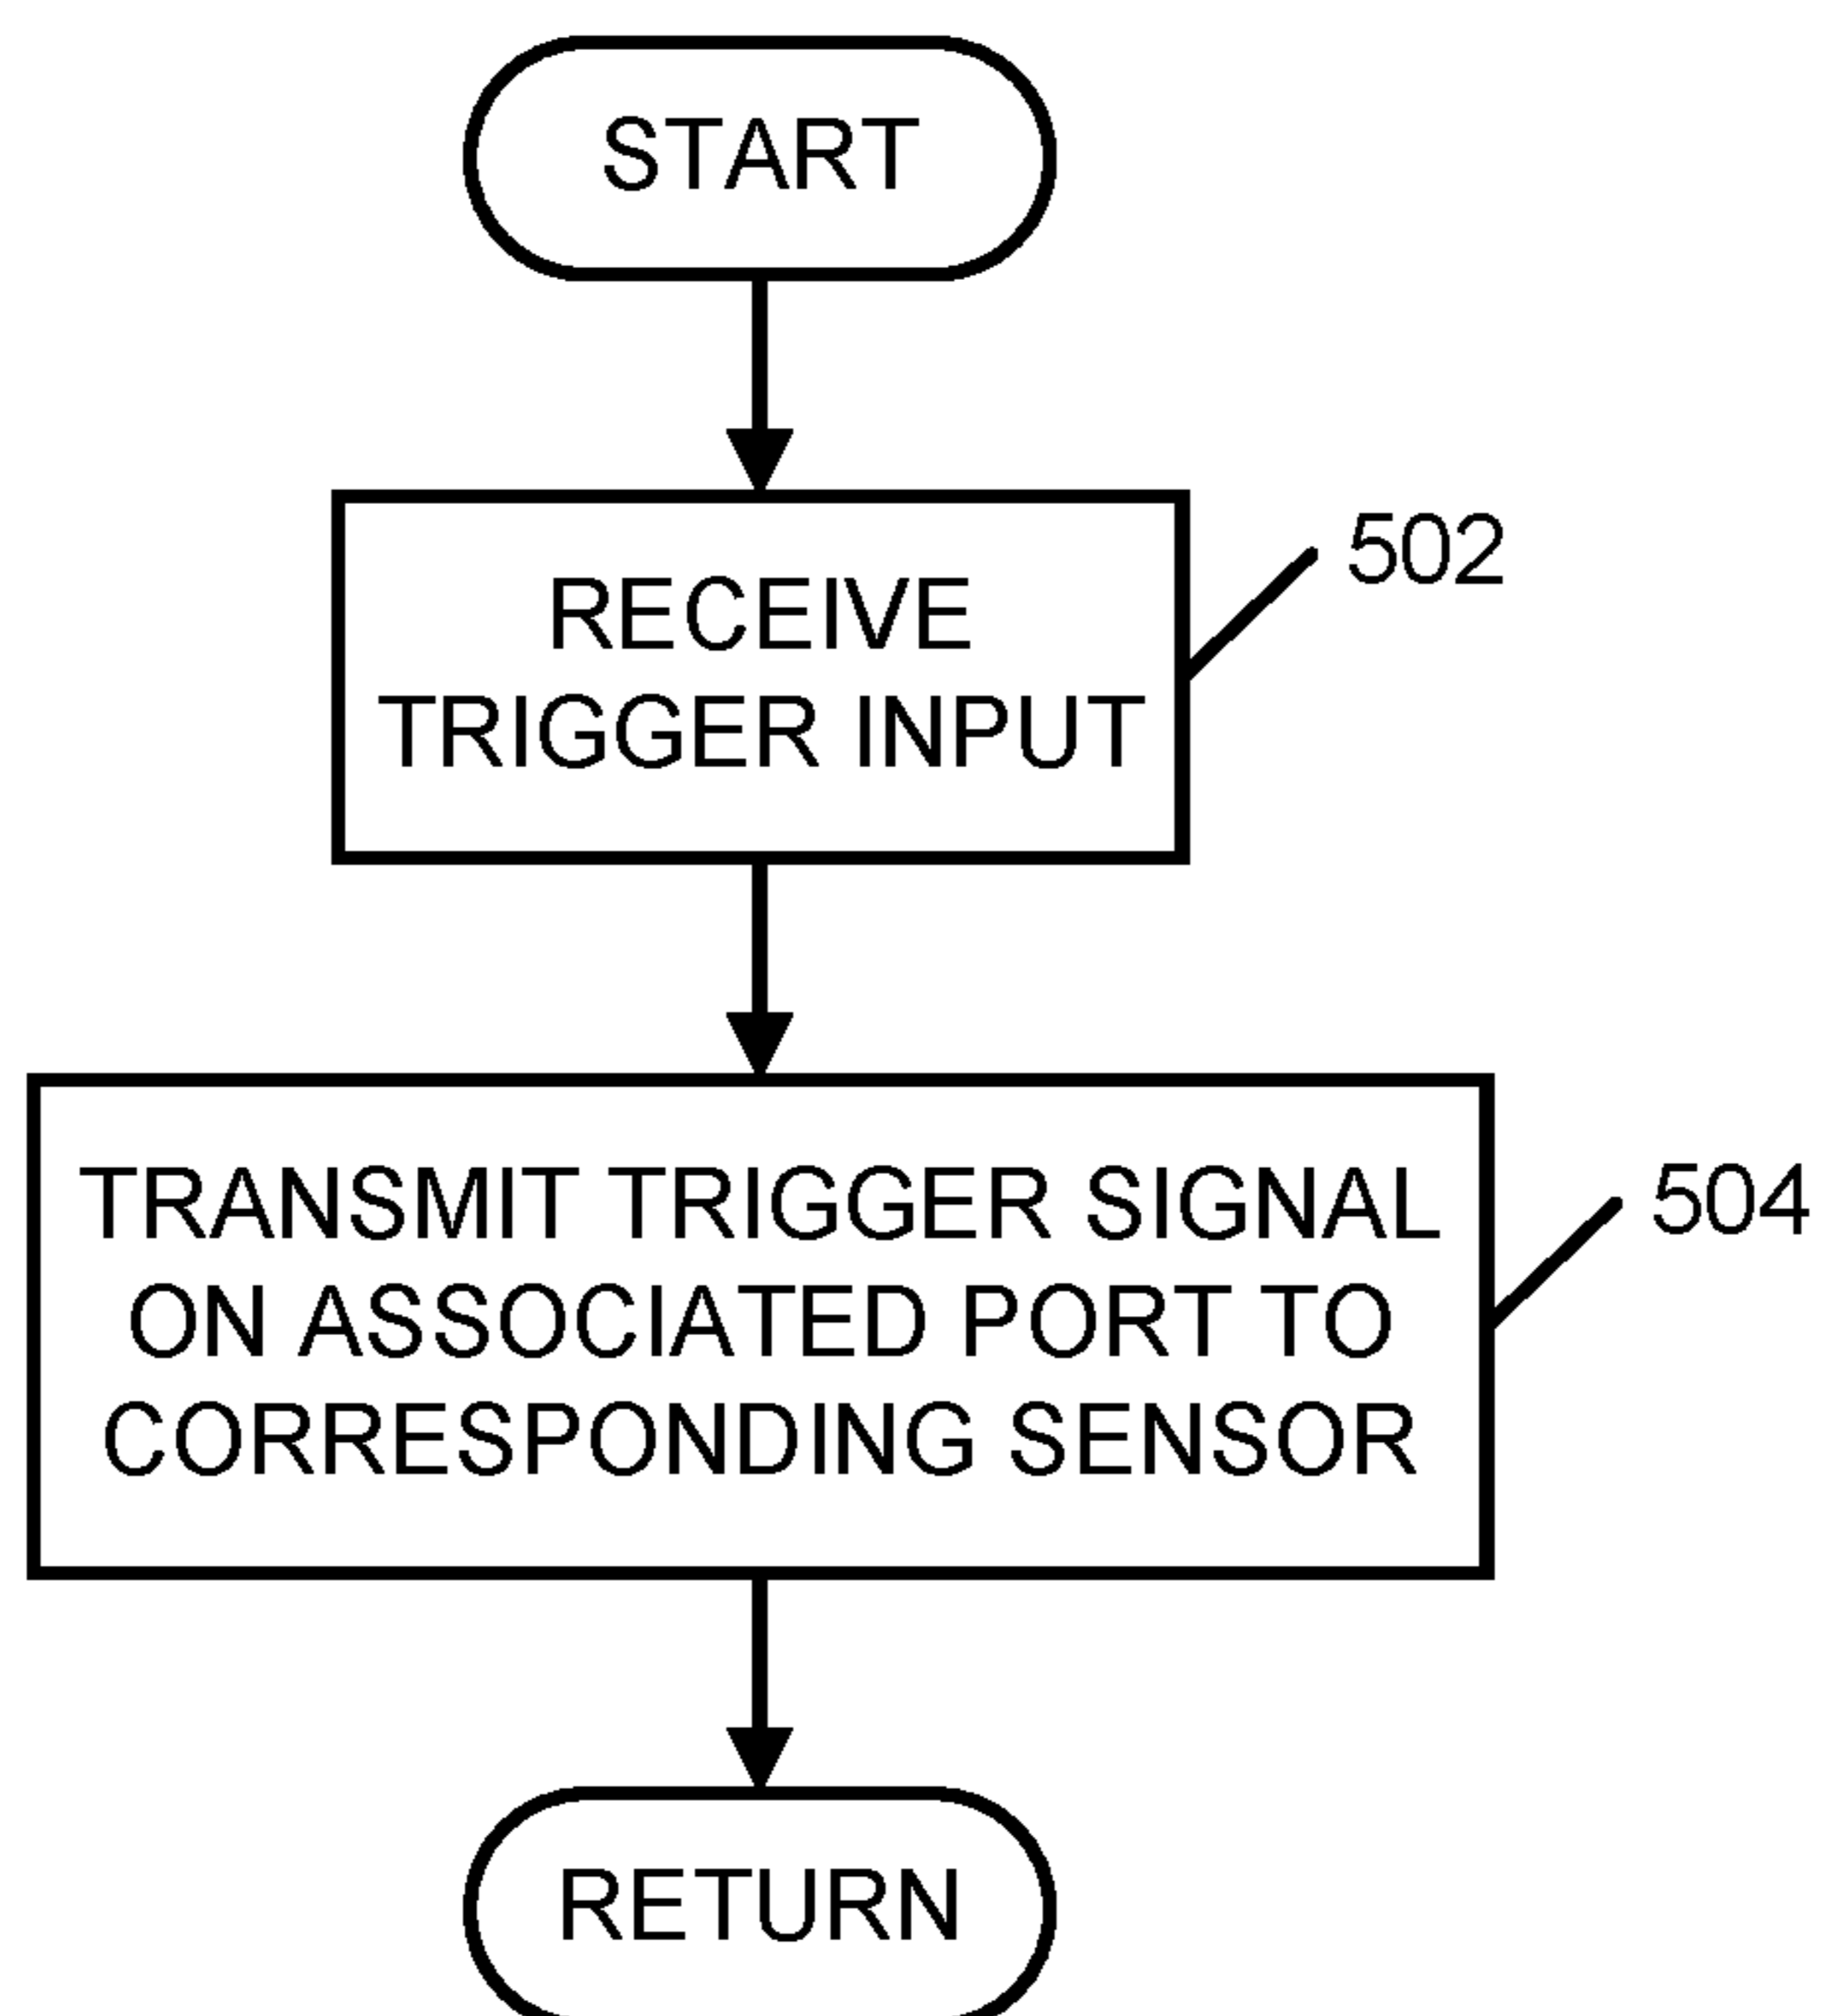 START
RECEIVE
TRIGGER INPUT
502
TRANSMIT TRIGGER SIGNAL
ON ASSOCIATED PORT TO
CORRESPONDING SENSOR
504
RETURN